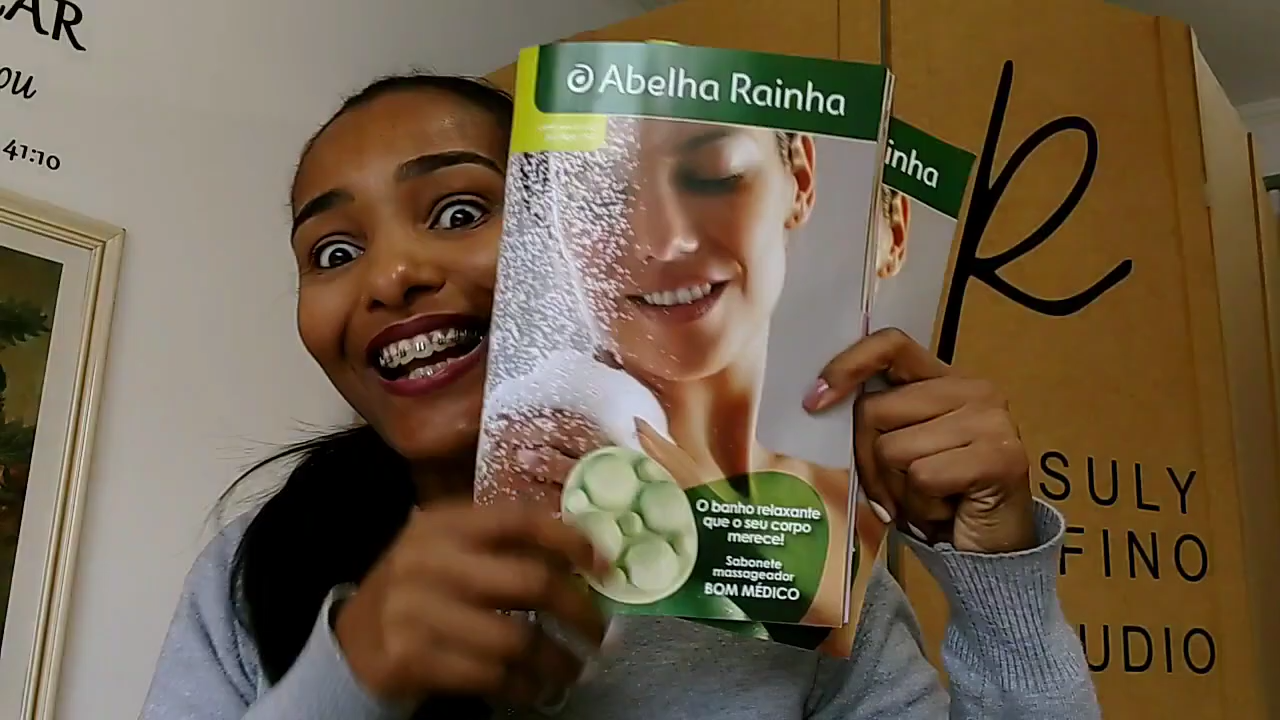 AR
ou
41:10
Abelha Rainha
inha
O banho relaxante
que o seu corpo
merece!
Sabonete
massageador
BOM MÉDICO
R
SULY
FINO
UDIO